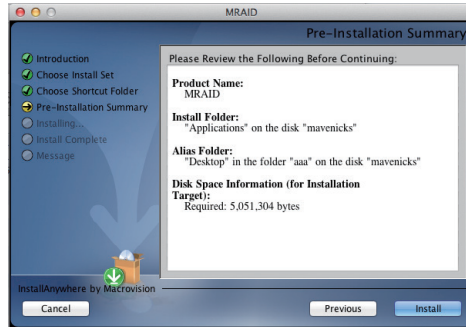 MRAID
Pre-Installation Summary
Introduction
Choose Install Set
Choose Shortcut Folder
Pre-Installation Summary
Installing...
Install Complete
Message
Please Review the Following Before Continuing:
Product Name:
MRAID
Install Folder:
"Applications" on the disk "mavenicks"
Alias Folder:
"Desktop" in the folder "aaa" on the disk "mavenicks"
Disk Space Information (for Installation
Target):
Required: 5,051,304 bytes
InstallAnywhere by Macrovision
Cancel
Previous
Install